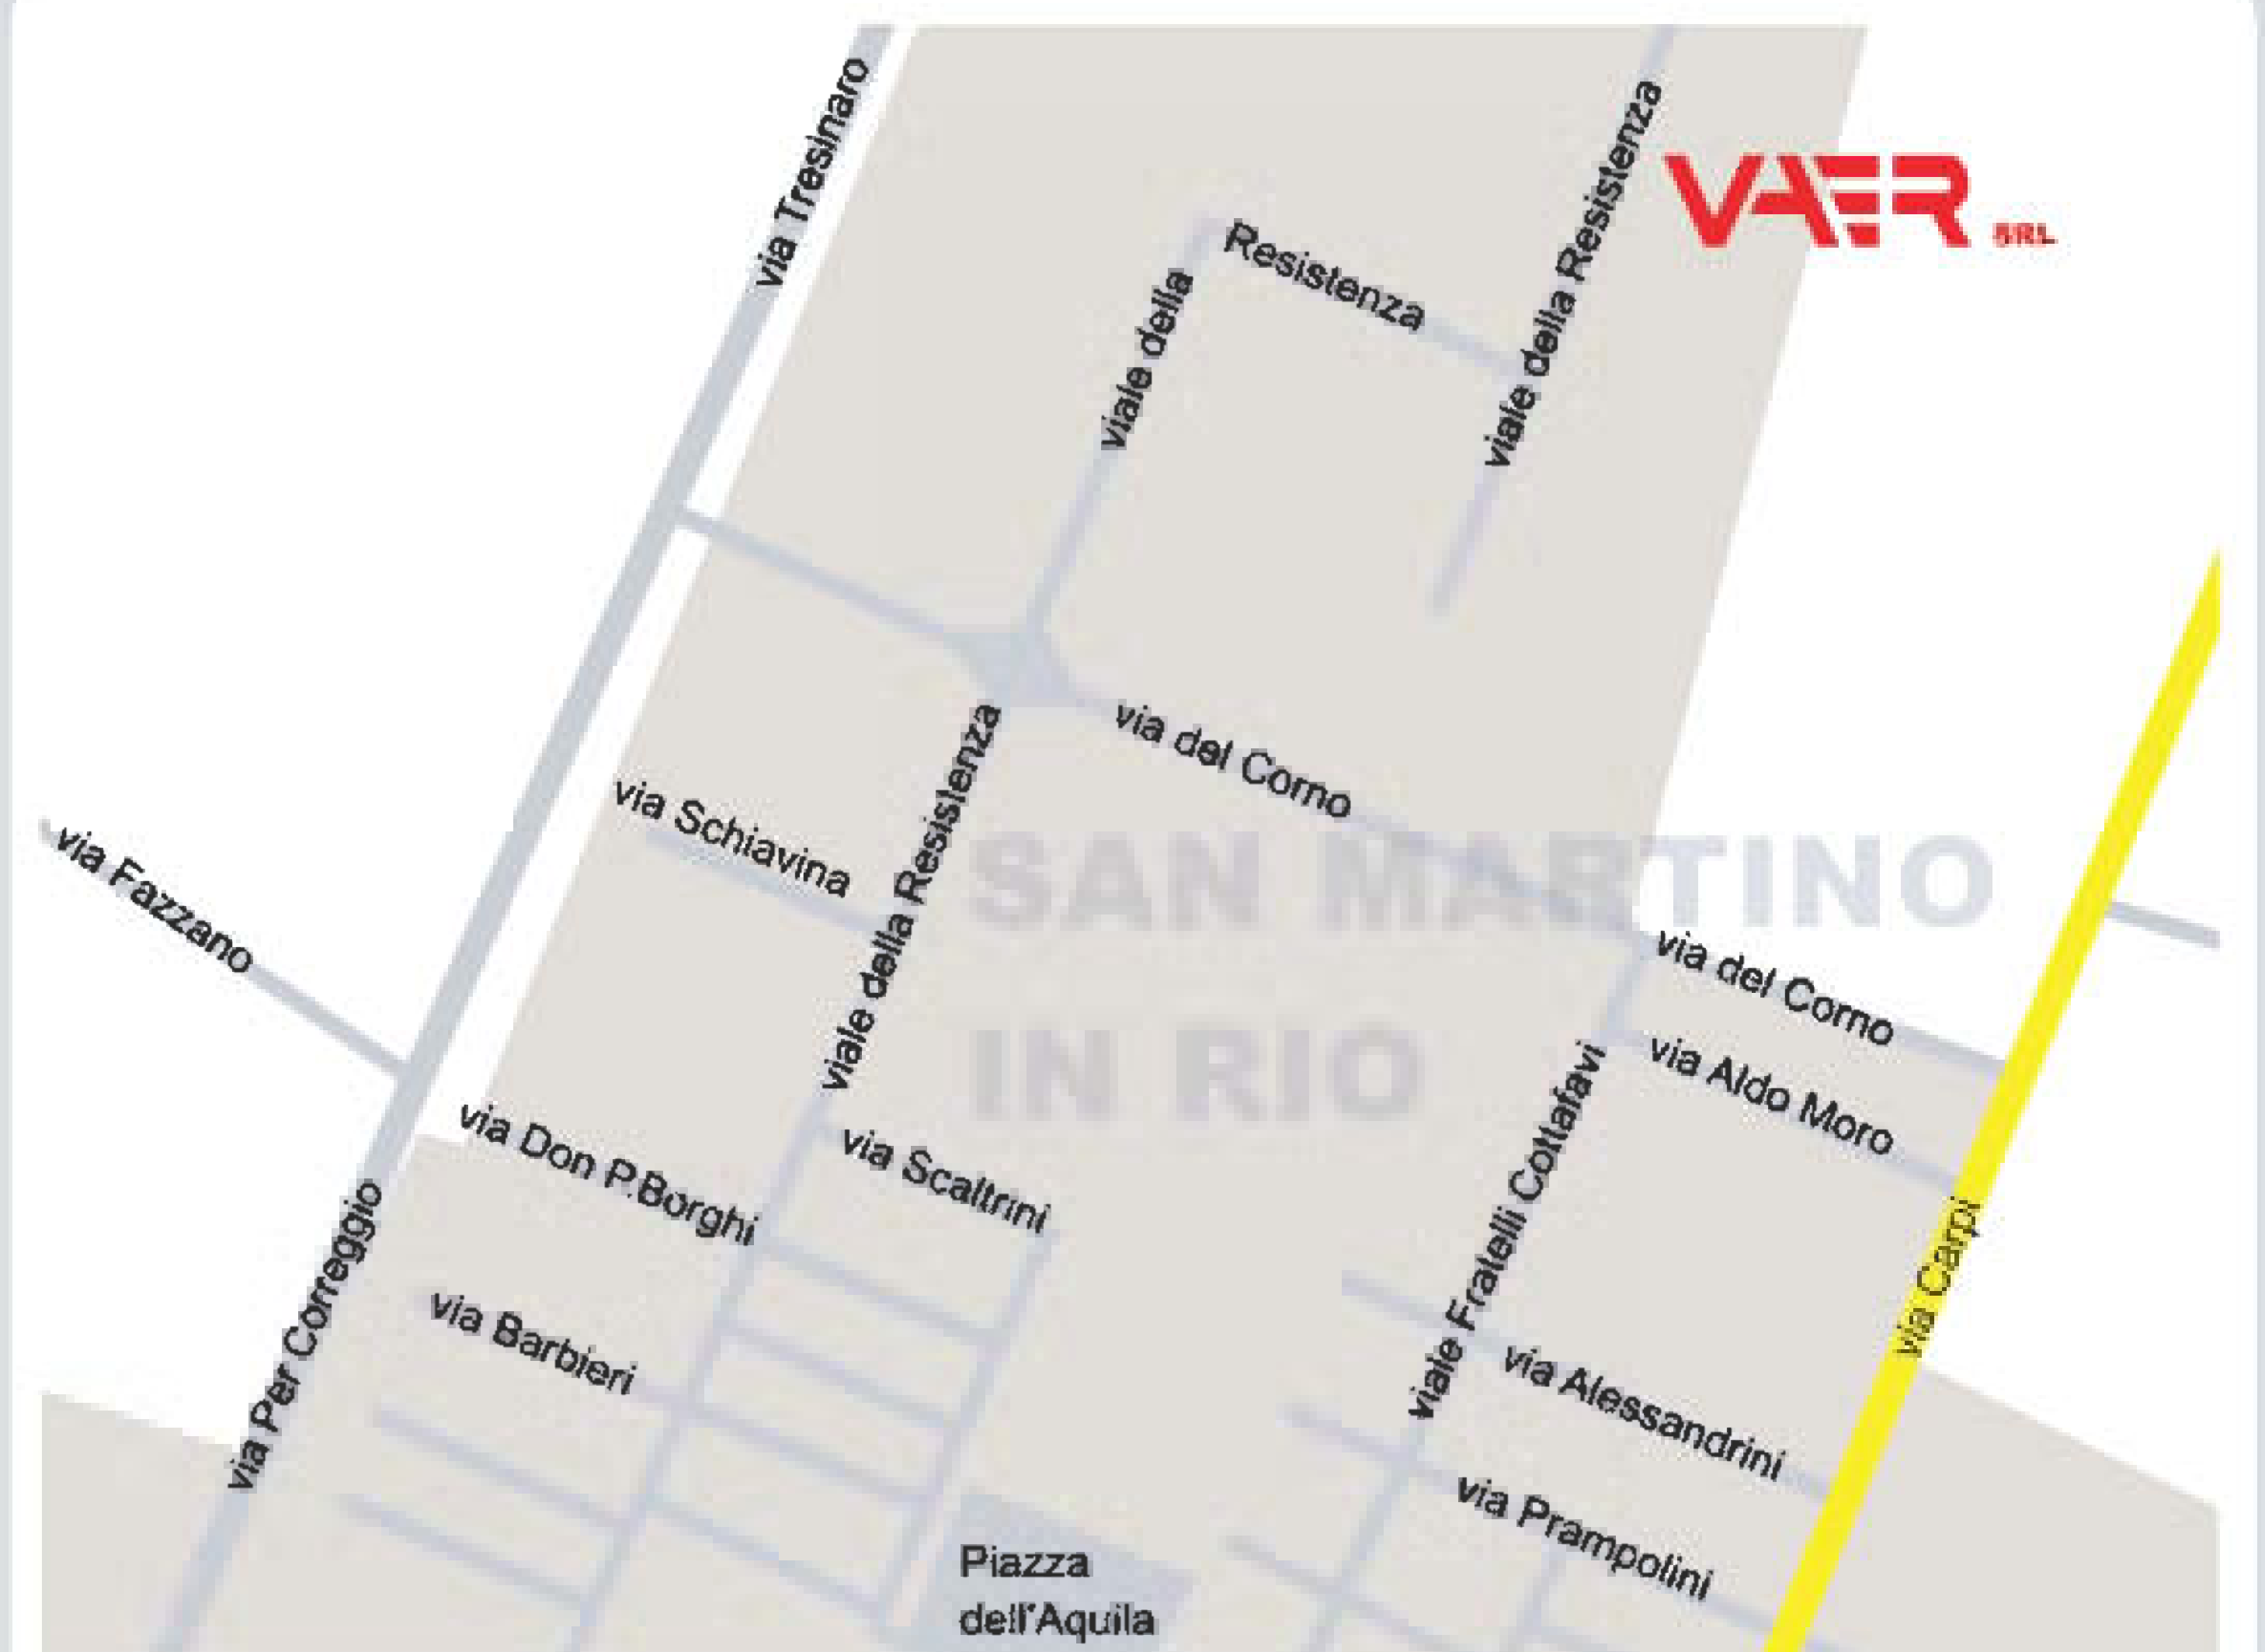 via Tresinaro
viale della
Resistenza
viale della Resistenza
VAER SRL
via del Corno
viale della Resistenza
via Schiavina
via Fazzano
SAN MARTINO
IN RIO
via del Corno
via Aldo Moro
viale Fratelli Cottafavi
via Don P.Borghi
via Scaltrini
via Per Correggio
via Barbieri
via Carpi
via Alessandrini
via Prampolini
Piazza
dell'Aquila